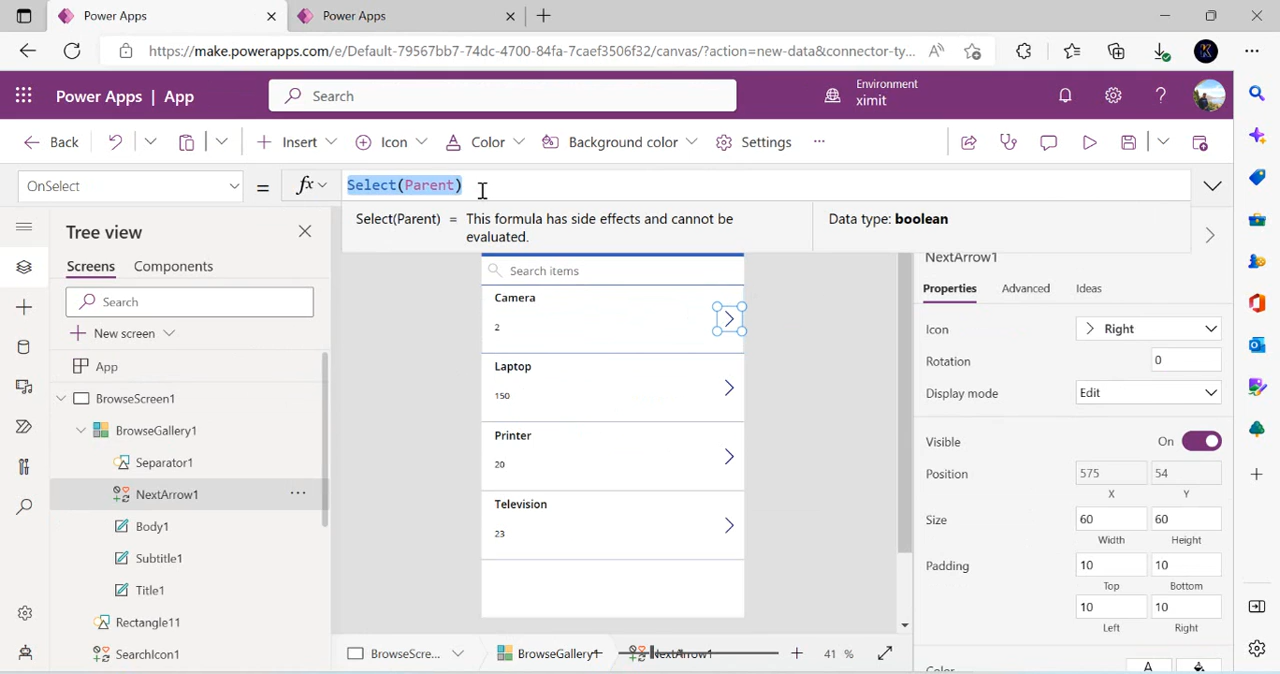 Power Apps
Power Apps
https://make.powerapps.com/e/Default-79567bb7-74dc-4700-84fa-7caef3506f32/canvas/?action=new-data&connector-ty...
Power Apps | App
Search
Environment
ximit
Back
Insert
Icon
Color
Background color
Settings
OnSelect
=
fx
Select(Parent)
Select(Parent) = This formula has side effects and cannot be evaluated.
Data type: boolean
Tree view
Screens
Components
Search
New screen
App
BrowseScreen1
BrowseGallery1
Separator1
NextArrow1
Body1
Subtitle1
Title1
Rectangle11
SearchIcon1
Search items
Camera
2
Laptop
150
Printer
20
Television
23
BrowseScre...
BrowseGallery1
NextArrow1
41 %
NextArrow1
Properties
Advanced
Ideas
Icon
Right
Rotation
0
Display mode
Edit
Visible
On
Position
575
54
X
Y
Size
60
60
Width
Height
Padding
10
10
Top
Bottom
10
10
Left
Right
Color
A